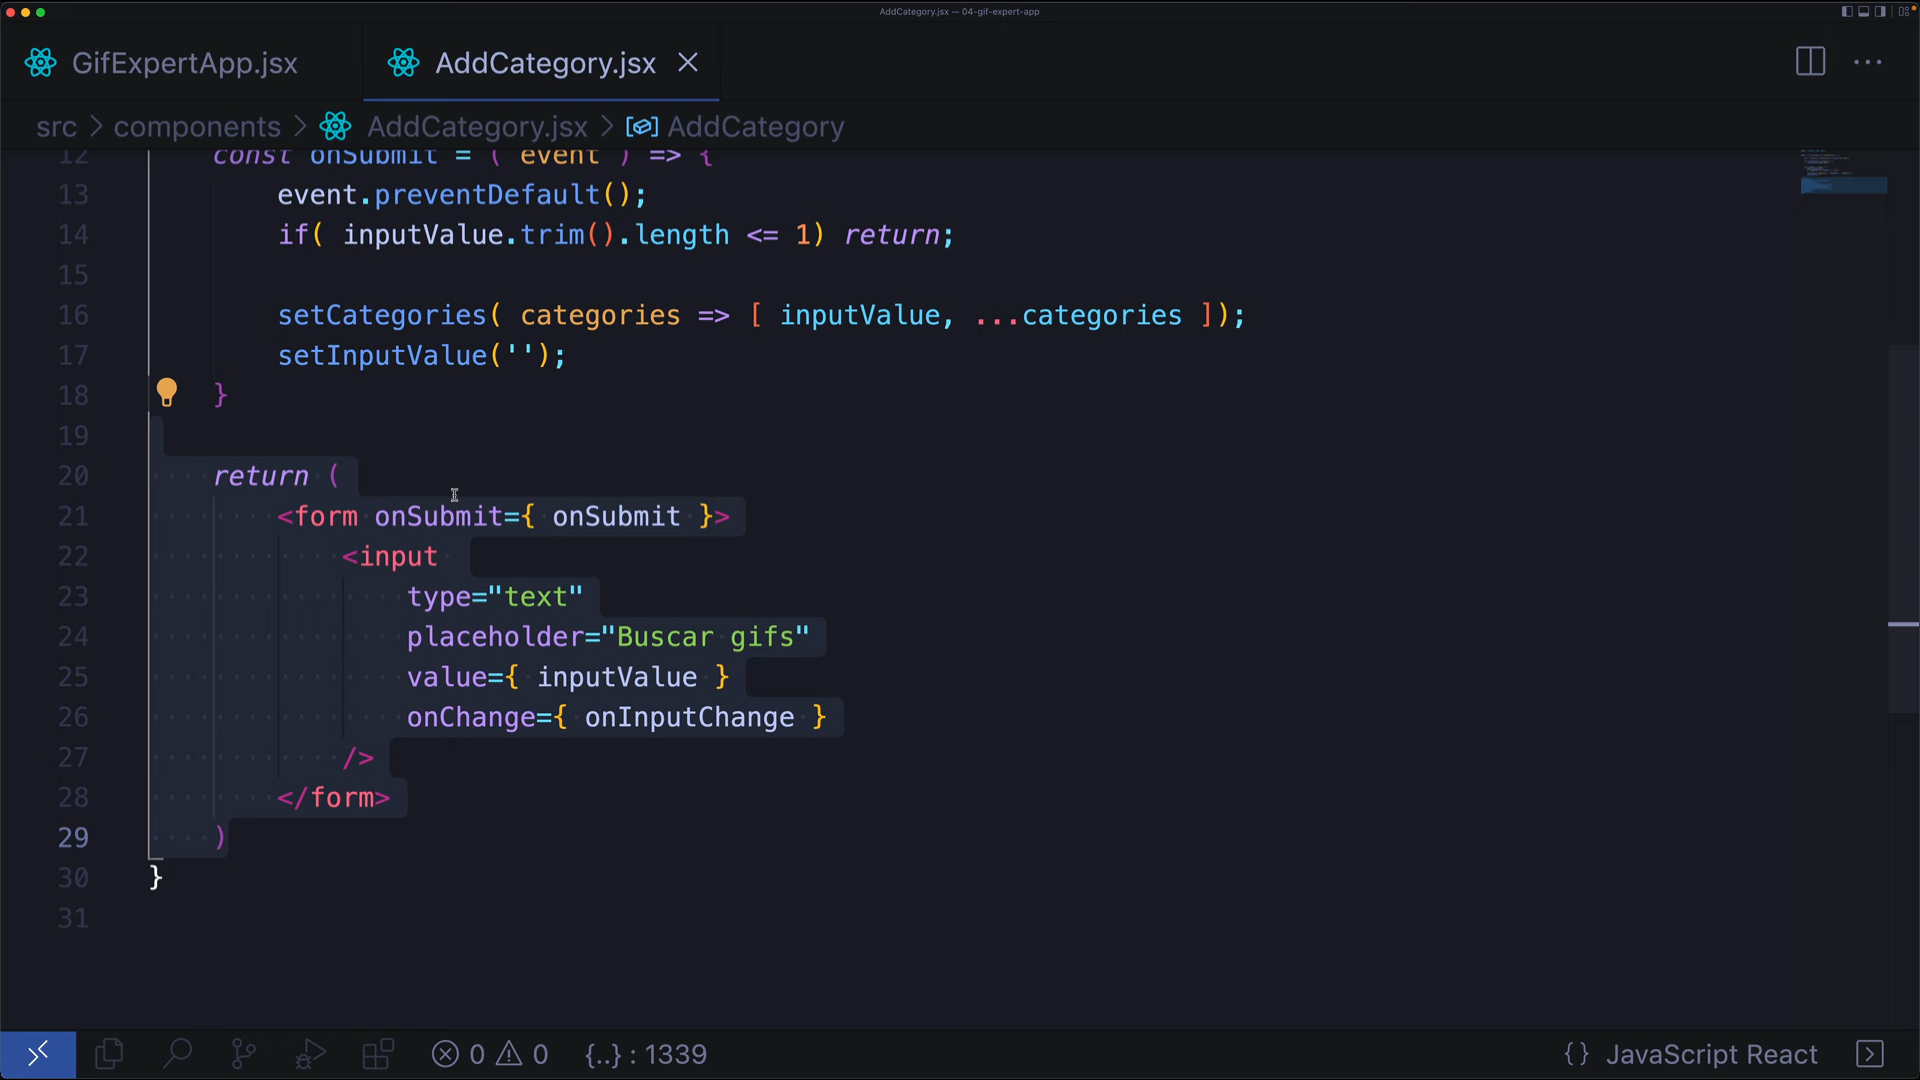 AddCategory.jsx — 04-gif-expert-app
GifExpertApp.jsx
AddCategory.jsx
src > components > AddCategory.jsx > AddCategory
12 const onSubmit = ( event ) => {
13 event.preventDefault();
14 if( inputValue.trim().length <= 1) return;
15
16 setCategories( categories => [ inputValue, ...categories ]);
17 setInputValue('');
18 }
19
20 return (
21 <form onSubmit={ onSubmit }>
22 <input
23 type="text"
24 placeholder="Buscar gifs"
25 value={ inputValue }
26 onChange={ onInputChange }
27 />
28 </form>
29 )
30 }
31
0 0 {..} : 1339
{} JavaScript React